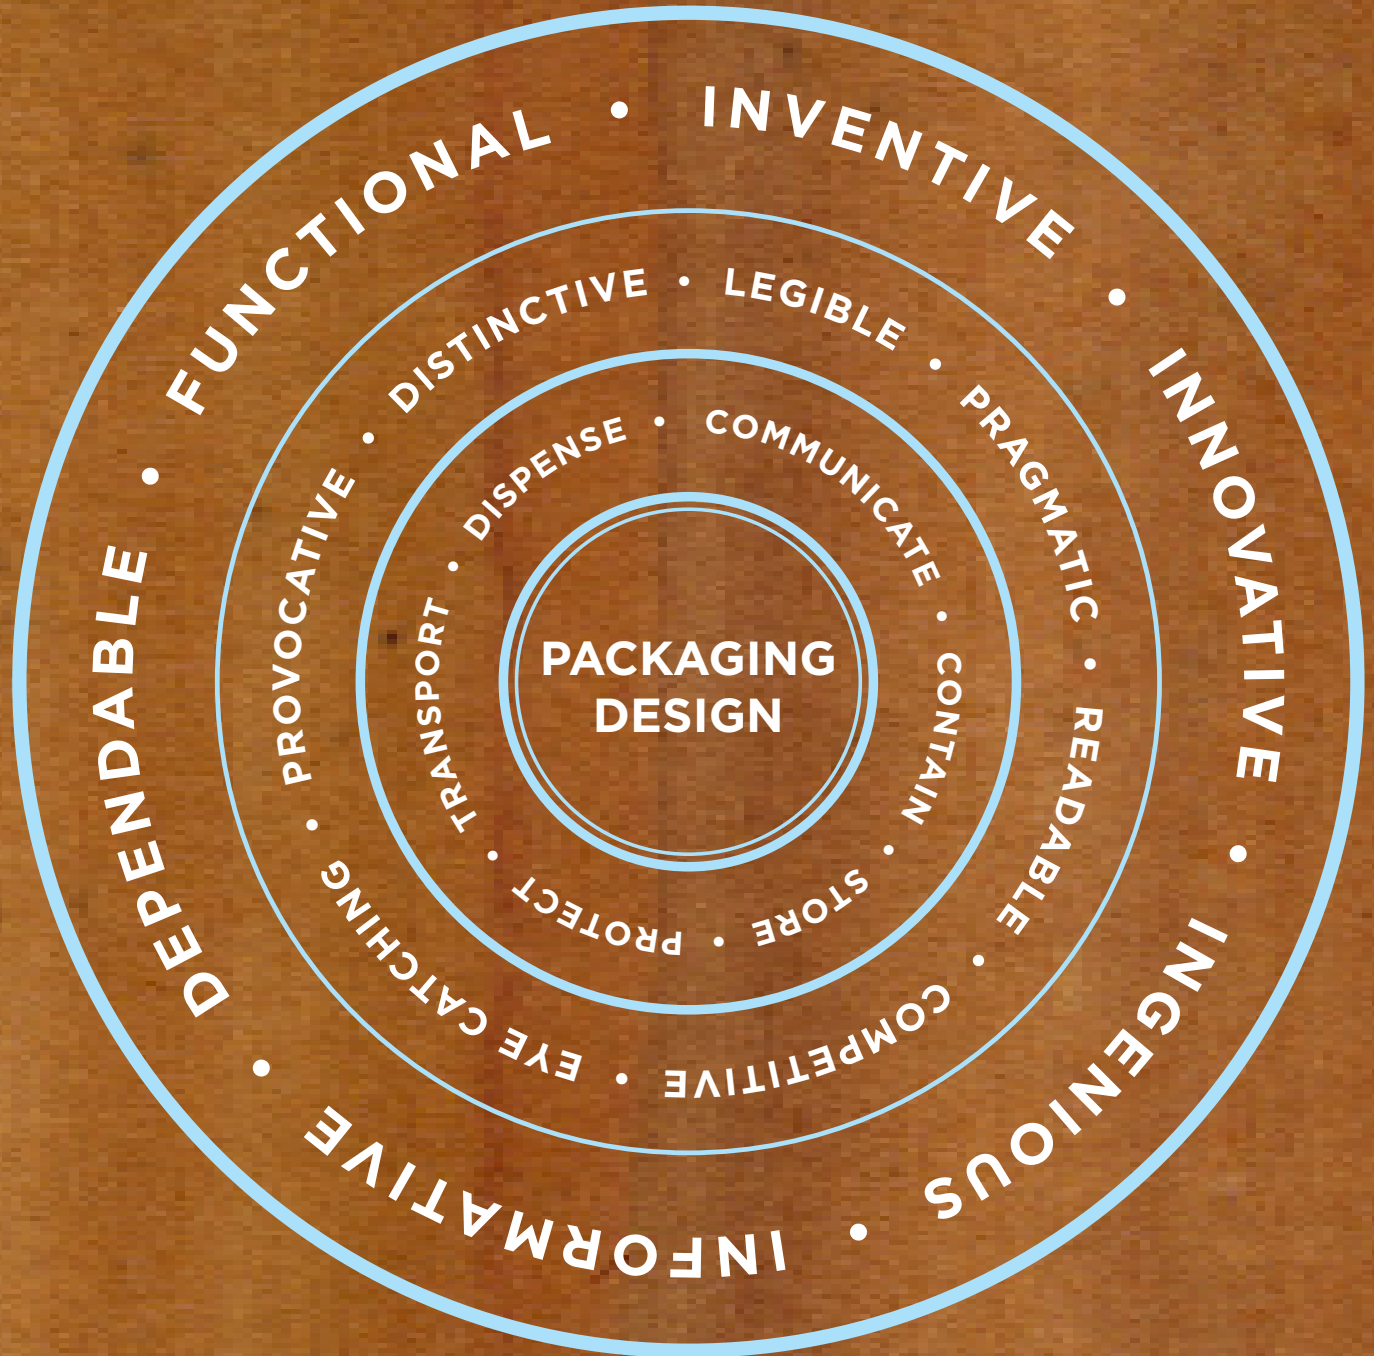 PACKAGING
DESIGN
COMMUNICATE • CONTAIN • STORE • PROTECT • TRANSPORT • DISPENSE •
LEGIBLE • PRAGMATIC • READABLE • COMPETITIVE • EYE CATCHING • PROVOCATIVE • DISTINCTIVE •
INVENTIVE • INNOVATIVE • INGENIOUS • INFORMATIVE • DEPENDABLE • FUNCTIONAL •